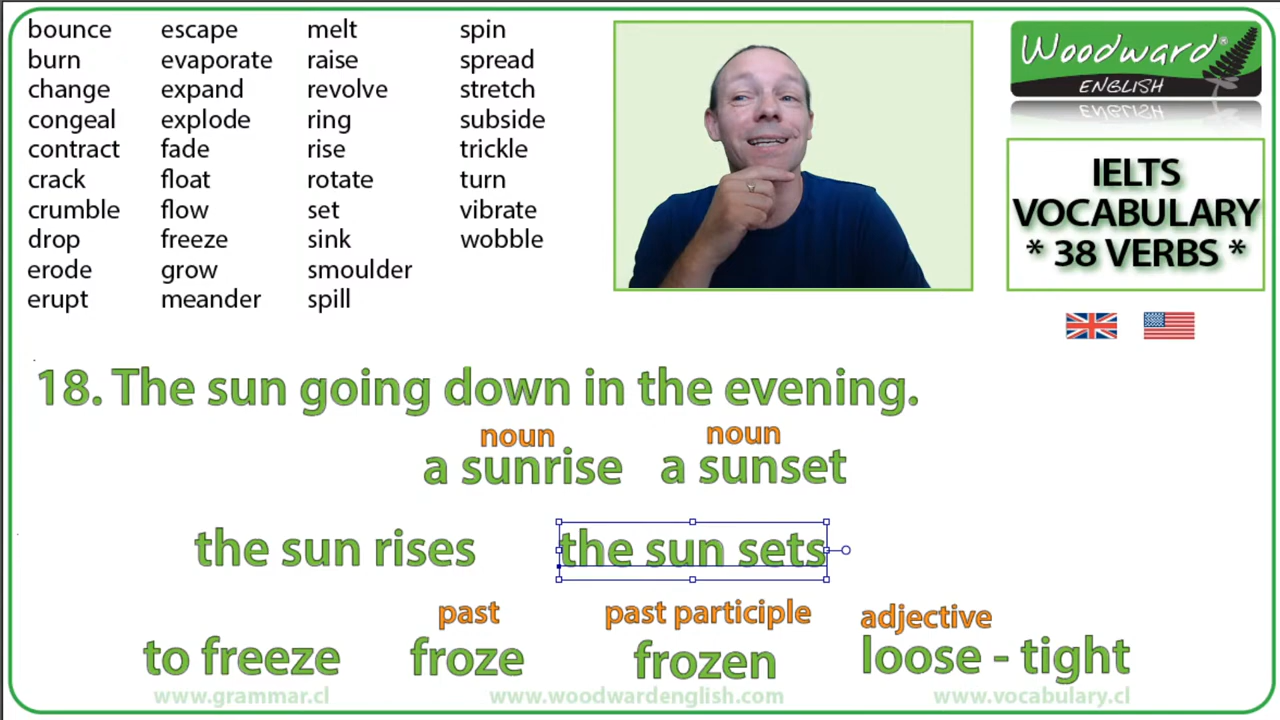 bounce escape melt spin
burn evaporate raise spread
change expand revolve stretch
congeal explode ring subside
contract fade rise trickle
crack float rotate turn
crumble flow set vibrate
drop freeze sink wobble
erode grow smoulder
erupt meander spill
Woodward®
ENGLISH
IELTS
VOCABULARY
* 38 VERBS *
18. The sun going down in the evening.
noun noun
a sunrise a sunset
the sun rises the sun sets
past past participle adjective
to freeze froze frozen loose - tight
www.grammar.cl www.woodwardenglish.com www.vocabulary.cl